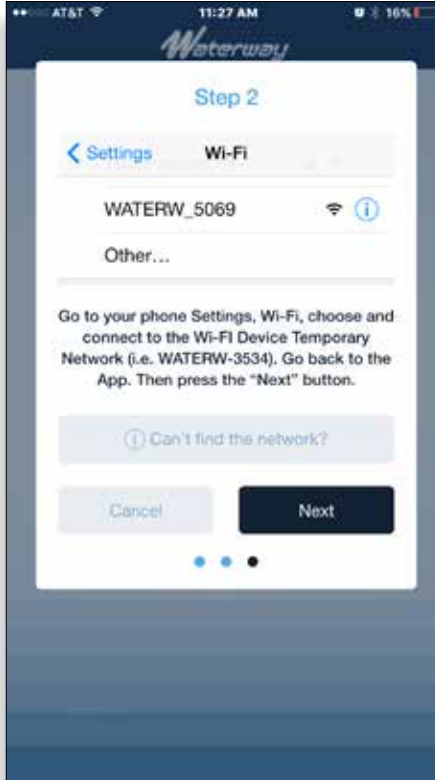 AT&T 11:27 AM 16%
Waterway
Step 2
Settings Wi-Fi
WATERW_5069
Other...
Go to your phone Settings, Wi-Fi, choose and
connect to the Wi-FI Device Temporary
Network (i.e. WATERW-3534). Go back to the
App. Then press the “Next” button.
Can't find the network?
Cancel Next